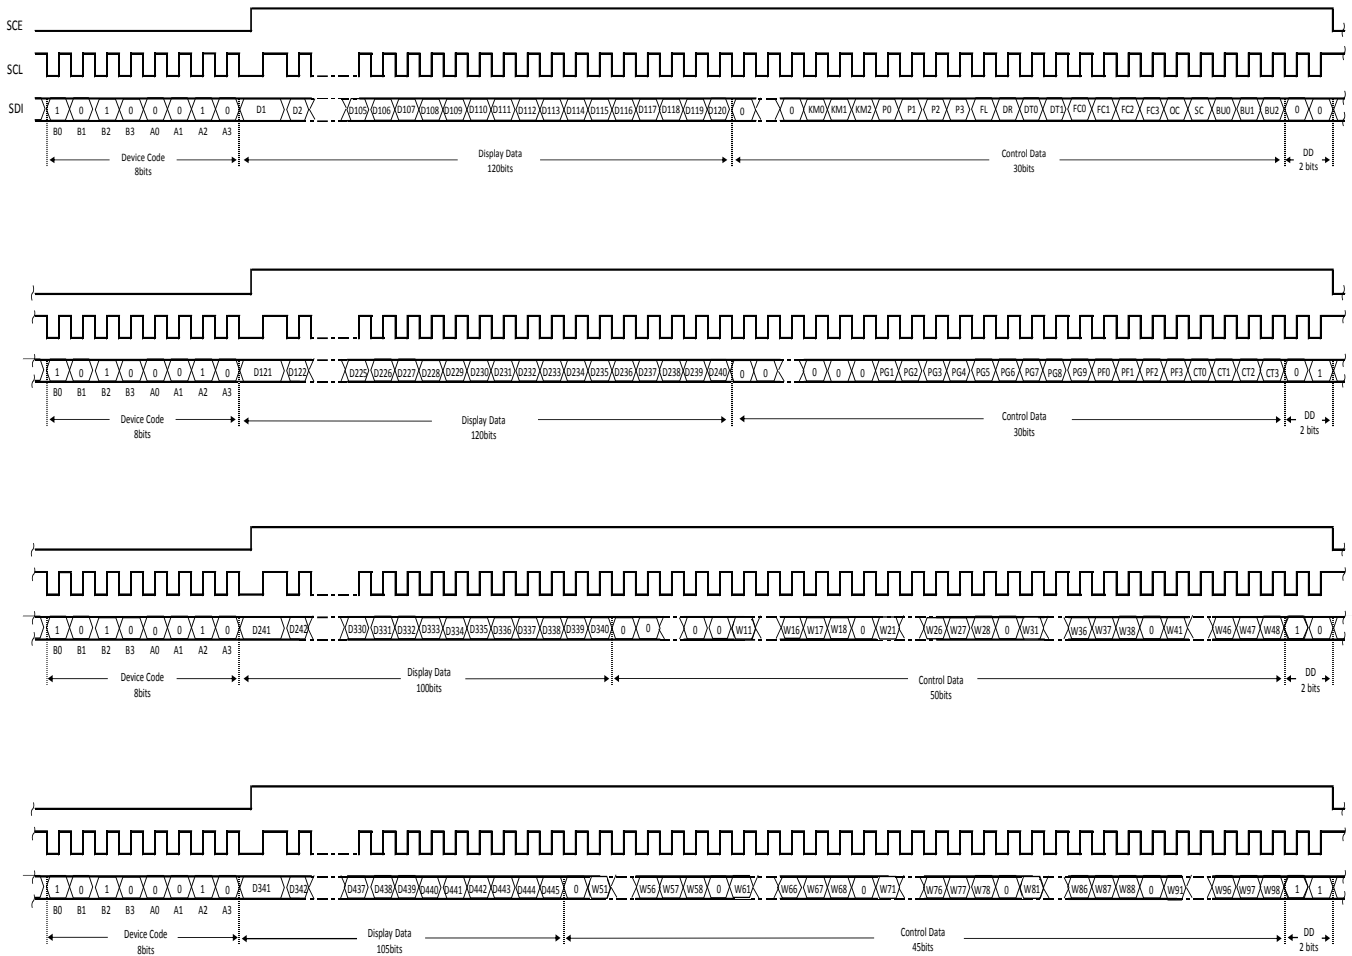 SCE
SCL
SDI 1 0 1 0 0 0 1 0 D1 D2 D105 D106 D107 D108 D109 D110 D111 D112 D113 D114 D115 D116 D117 D118 D119 D120 0 0 KM0 KM1 KM2 P0 P1 P2 P3 FL DR DT0 DT1 FC0 FC1 FC2 FC3 OC SC BU0 BU1 BU2 0 0
B0 B1 B2 B3 A0 A1 A2 A3
Device Code Display Data Control Data DD
8bits 120bits 30bits 2 bits
1 0 1 0 0 0 1 0 D121 D122 D225 D226 D227 D228 D229 D230 D231 D232 D233 D234 D235 D236 D237 D238 D239 D240 0 0 0 0 0 PG1 PG2 PG3 PG4 PG5 PG6 PG7 PG8 PG9 PF0 PF1 PF2 PF3 CT0 CT1 CT2 CT3 0 1
B0 B1 B2 B3 A0 A1 A2 A3
Device Code Display Data Control Data DD
8bits 120bits 30bits 2 bits
1 0 1 0 0 0 1 0 D241 D242 D330 D331 D332 D333 D334 D335 D336 D337 D338 D339 D340 0 0 0 0 W11 W16 W17 W18 0 W21 W26 W27 W28 0 W31 W36 W37 W38 0 W41 W46 W47 W48 1 0
B0 B1 B2 B3 A0 A1 A2 A3
Device Code Display Data Control Data DD
8bits 100bits 50bits 2 bits
1 0 1 0 0 0 1 0 D341 D342 D437 D438 D439 D440 D441 D442 D443 D444 D445 0 W51 W56 W57 W58 0 W61 W66 W67 W68 0 W71 W76 W77 W78 0 W81 W86 W87 W88 0 W91 W96 W97 W98 1 1
B0 B1 B2 B3 A0 A1 A2 A3
Device Code Display Data Control Data DD
8bits 105bits 45bits 2 bits